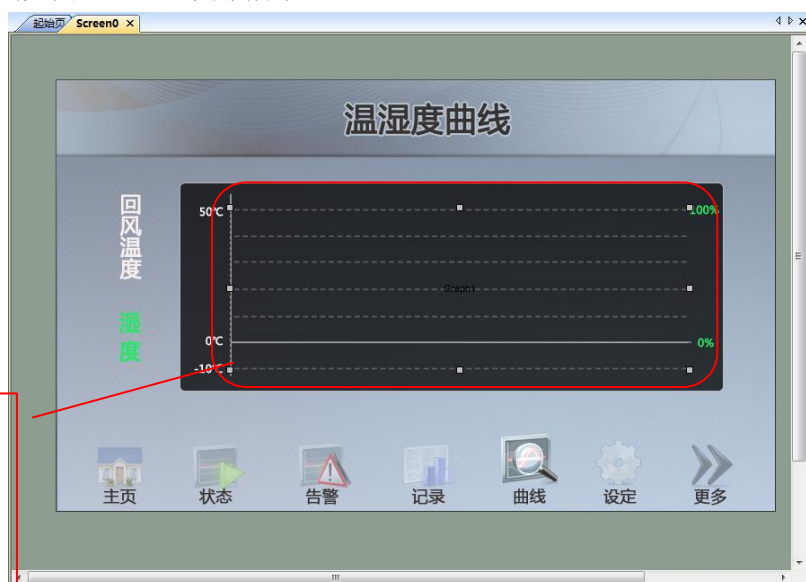 起始页 Screen0 ×
温湿度曲线
回风温度
湿度
50℃
100%
Graph1
0℃
0%
-10℃
主页
状态
告警
记录
曲线
设定
更多